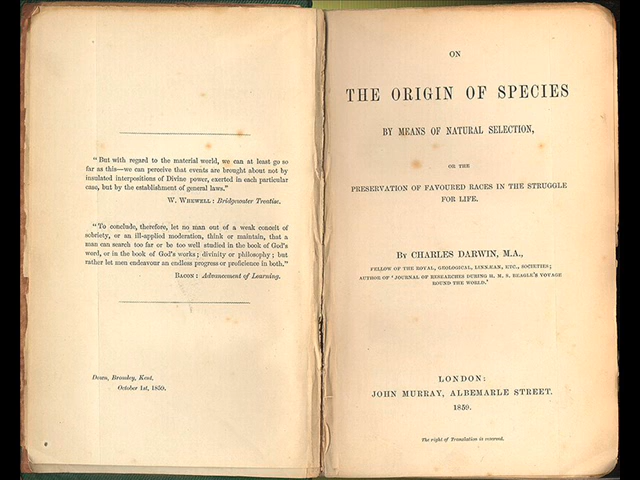 "But with regard to the material world, we can at least go so
far as this—we can perceive that events are brought about not by
insulated interpositions of Divine power, exerted in each particular
case, but by the establishment of general laws."
W. Whewell: Bridgewater Treatise.
"To conclude, therefore, let no man out of a weak conceit of
sobriety, or an ill-applied moderation, think or maintain, that a
man can search too far or be too well studied in the book of God's
word, or in the book of God's works; divinity or philosophy; but
rather let men endeavour an endless progress or proficience in both."
Bacon: Advancement of Learning.
Down, Bromley, Kent,
October 1st, 1859.
ON
THE ORIGIN OF SPECIES
BY MEANS OF NATURAL SELECTION,
OR THE
PRESERVATION OF FAVOURED RACES IN THE STRUGGLE
FOR LIFE.
By CHARLES DARWIN, M.A.,
FELLOW OF THE ROYAL, GEOLOGICAL, LINNÆAN, ETC., SOCIETIES;
AUTHOR OF 'JOURNAL OF RESEARCHES DURING H. M. S. BEAGLE'S VOYAGE
ROUND THE WORLD.'
LONDON:
JOHN MURRAY, ALBEMARLE STREET.
1859.
The right of Translation is reserved.